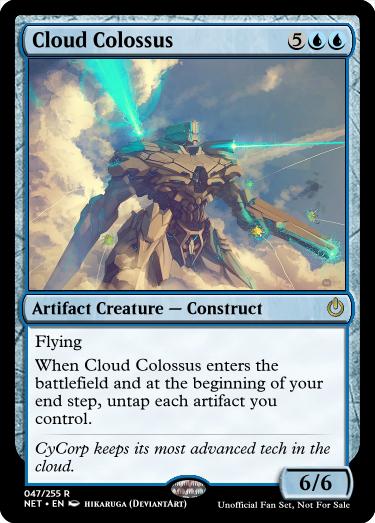 Cloud Colossus 5
Artifact Creature — Construct
Flying
When Cloud Colossus enters the
battlefield and at the beginning of your
end step, untap each artifact you
control.
CyCorp keeps its most advanced tech in the
cloud.
6/6
047/255 R
NET • EN HIKARUGA (DEVIANTART)
Unofficial Fan Set, Not For Sale